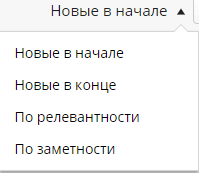 Новые в начале
Новые в начале
Новые в конце
По релевантности
По заметности